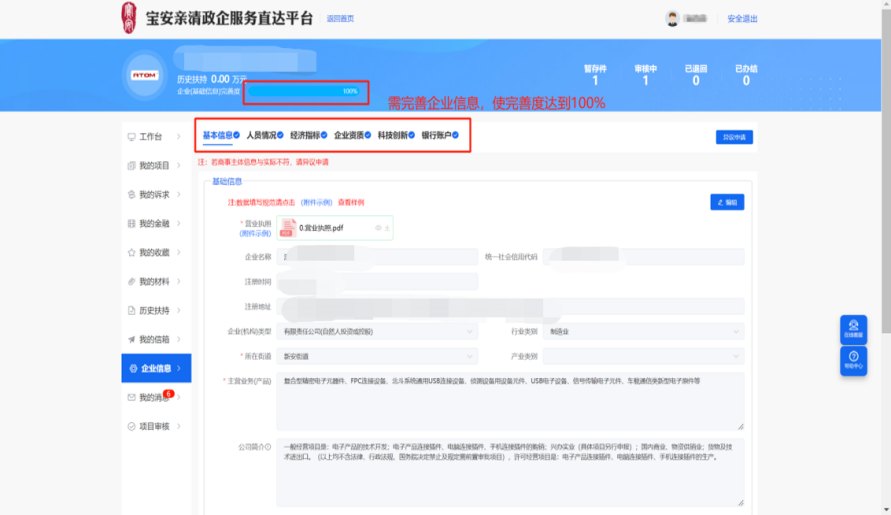 宝安亲清政企服务直达平台 返回首页 安全退出
ATOM
历史扶持 0.00 万元
企业(基础信息)完善度 100%
暂存件 审核中 已退回 已办结
1 1 0 0
需完善企业信息，使完善度达到100%
工作台
我的项目
我的诉求
我的金融
我的收藏
我的材料
历史扶持
我的信箱
企业信息
我的消息 6
项目审核
基本信息 人员情况 经济指标 企业资质 科技创新 银行账户 异议申请
注：若商事主体信息与实际不符，请异议申请
基础信息
注:数据填写规范请点击 (附件示例) 查看样例 编辑
* 营业执照 0.营业执照.pdf
(附件示例)
企业名称 统一社会信用代码
注册时间
注册地址
企业(机构)类型 有限责任公司(自然人投资或控股) 行业类别 制造业
* 所在街道 新安街道 产业类别
* 主营业务(产品) 复合型精密电子元器件、FPC连接设备、北斗系统通用USB连接设备、侦测设备用设备元件、USB电子设备、信号传输电子元件、车载通信类新型电子原件等
公司简介 一般经营项目是：电子产品的技术开发；电子产品连接插件、电脑连接插件、手机连接插件的购销；兴办实业（具体项目另行申报）；国内商业、物资供销业；货物及技
术进出口。（以上均不含法律、行政法规、国务院决定禁止及规定需前置审批项目），许可经营项目是：电子产品连接插件、电脑连接插件、手机连接插件的生产。
在线客服
帮助中心